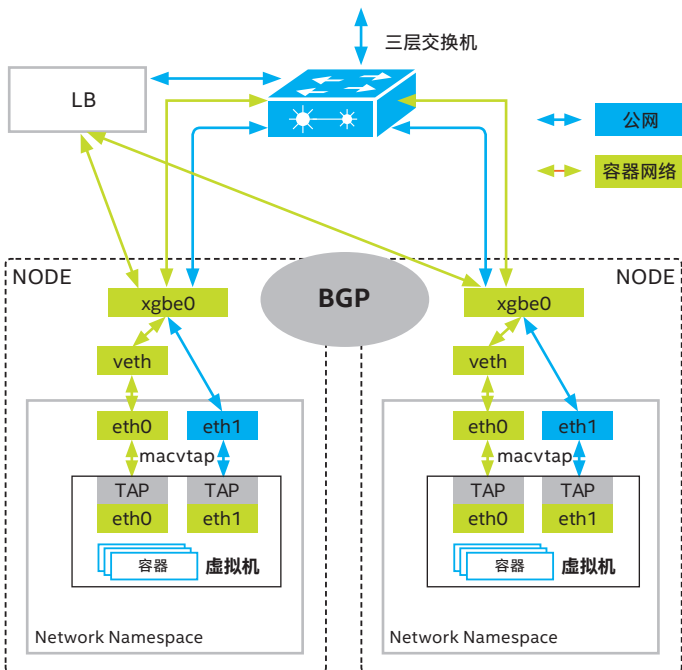 三层交换机
LB
公网
容器网络
NODE
BGP
NODE
xgbe0
xgbe0
veth
veth
eth0
eth1
eth0
eth1
macvtap
macvtap
TAP
TAP
TAP
TAP
eth0
eth1
eth0
eth1
容器
虚拟机
容器
虚拟机
Network Namespace
Network Namespace